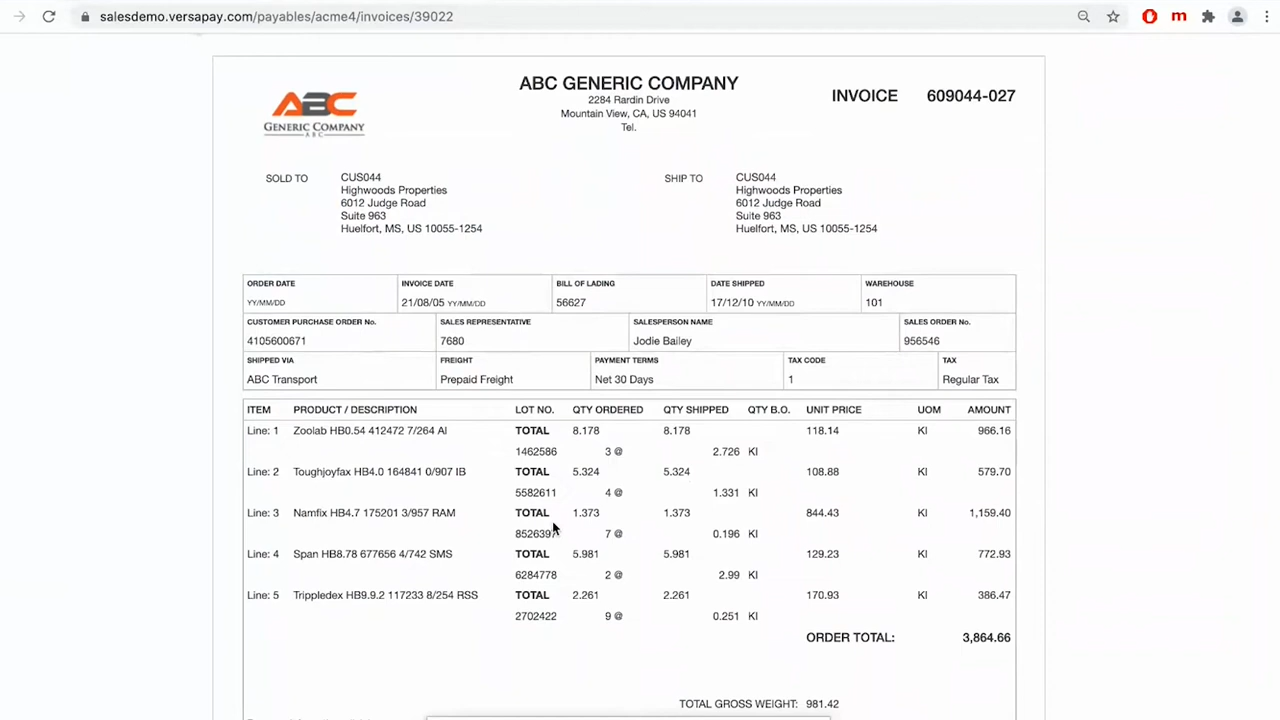 salesdemo.versapay.com/payables/acme4/invoices/39022
m
ABC
GENERIC COMPANY
A B C
ABC GENERIC COMPANY
2284 Rardin Drive
Mountain View, CA, US 94041
Tel.
INVOICE 609044-027
SOLD TO
CUS044
Highwoods Properties
6012 Judge Road
Suite 963
Huelfort, MS, US 10055-1254
SHIP TO
CUS044
Highwoods Properties
6012 Judge Road
Suite 963
Huelfort, MS, US 10055-1254
ORDER DATE INVOICE DATE BILL OF LADING DATE SHIPPED WAREHOUSE
YY/MM/DD 21/08/05 YY/MM/DD 56627 17/12/10 YY/MM/DD 101
CUSTOMER PURCHASE ORDER No. SALES REPRESENTATIVE SALESPERSON NAME SALES ORDER No.
4105600671 7680 Jodie Bailey 956546
SHIPPED VIA FREIGHT PAYMENT TERMS TAX CODE TAX
ABC Transport Prepaid Freight Net 30 Days 1 Regular Tax
ITEM PRODUCT / DESCRIPTION LOT NO. QTY ORDERED QTY SHIPPED QTY B.O. UNIT PRICE UOM AMOUNT
Line: 1 Zoolab HB0.54 412472 7/264 AI TOTAL 8.178 8.178 118.14 KI 966.16
1462586 3 @ 2.726 KI
Line: 2 Toughjoyfax HB4.0 164841 0/907 IB TOTAL 5.324 5.324 108.88 KI 579.70
5582611 4 @ 1.331 KI
Line: 3 Namfix HB4.7 175201 3/957 RAM TOTAL 1.373 1.373 844.43 KI 1,159.40
8526397 7 @ 0.196 KI
Line: 4 Span HB8.78 677656 4/742 SMS TOTAL 5.981 5.981 129.23 KI 772.93
6284778 2 @ 2.99 KI
Line: 5 Trippledex HB9.9.2 117233 8/254 RSS TOTAL 2.261 2.261 170.93 KI 386.47
2702422 9 @ 0.251 KI
ORDER TOTAL: 3,864.66
TOTAL GROSS WEIGHT: 981.42